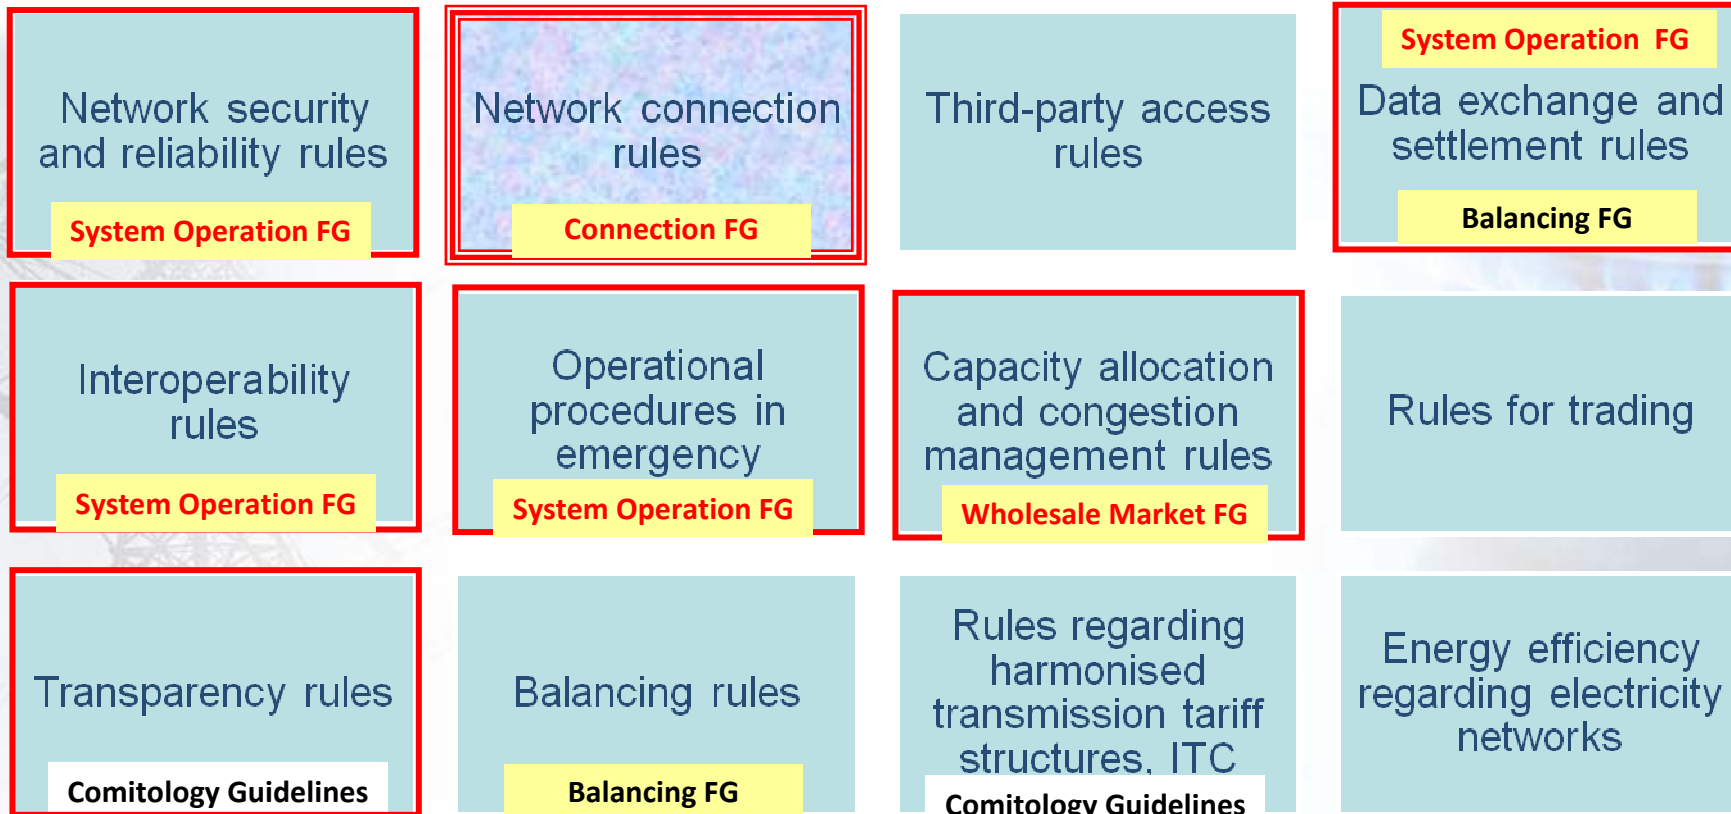 Network security
and reliability rules
System Operation FG
Network connection
rules
Connection FG
Third-party access
rules
System Operation FG
Data exchange and
settlement rules
Balancing FG
Interoperability
rules
System Operation FG
Operational
procedures in
emergency
System Operation FG
Capacity allocation
and congestion
management rules
Wholesale Market FG
Rules for trading
Transparency rules
Comitology Guidelines
Balancing rules
Balancing FG
Rules regarding
harmonised
transmission tariff
structures, ITC
Comitology Guidelines
Energy efficiency
regarding electricity
networks